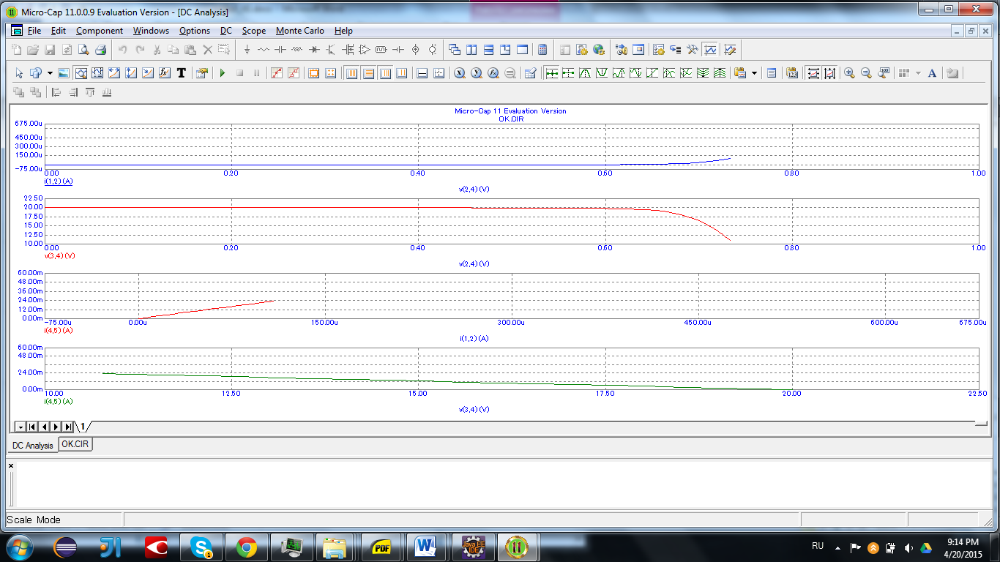 Micro-Cap 11.0.0.9 Evaluation Version - [DC Analysis]
File Edit Component Windows Options DC Scope Monte Carlo Help
Micro-Cap 11 Evaluation Version
OK.CIR
675.00u
450.00u
300.00u
150.00u
-75.00u
0.00 0.20 0.40 0.60 0.80 1.00
i(1,2) (A)
v(2,4) (V)
22.50
20.00
17.50
15.00
12.50
10.00
0.00 0.20 0.40 0.60 0.80 1.00
v(3,4) (V)
v(2,4) (V)
60.00m
48.00m
36.00m
24.00m
12.00m
0.00m
-75.00u 0.00u 150.00u 300.00u 450.00u 600.00u 675.00u
i(4,5) (A)
i(1,2) (A)
60.00m
48.00m
24.00m
0.00m
10.00 12.50 15.00 17.50 20.00 22.50
i(4,5) (A)
v(3,4) (V)
1
DC Analysis OK.CIR
Scale Mode
RU
9:14 PM
4/20/2015